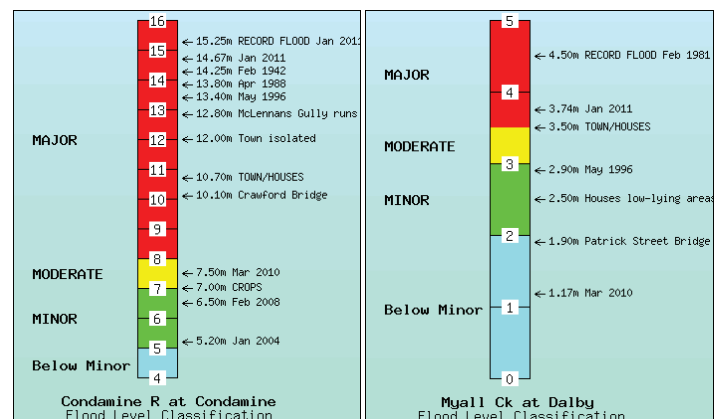 16
15.25m RECORD FLOOD Jan 201
15
14.67m Jan 2011
14.25m Feb 1942
14
13.80m Apr 1988
13.40m May 1996
13
12.80m McLennans Gully runs
MAJOR
12
12.00m Town isolated
11
10.70m TOWN/HOUSES
10.10m Crawford Bridge
10
9
8
MODERATE
7.50m Mar 2010
7
7.00m CROPS
6.50m Feb 2008
MINOR
6
5.20m Jan 2004
5
Below Minor
4
Condamine R at Condamine
Flood Level Classification
5
4.50m RECORD FLOOD Feb 1981
MAJOR
4
3.74m Jan 2011
3.50m TOWN/HOUSES
MODERATE
3
2.90m May 1996
MINOR
2.50m Houses low-lying areas
2
1.90m Patrick Street Bridge
1.17m Mar 2010
Below Minor
1
0
Myall Ck at Dalby
Flood Level Classification